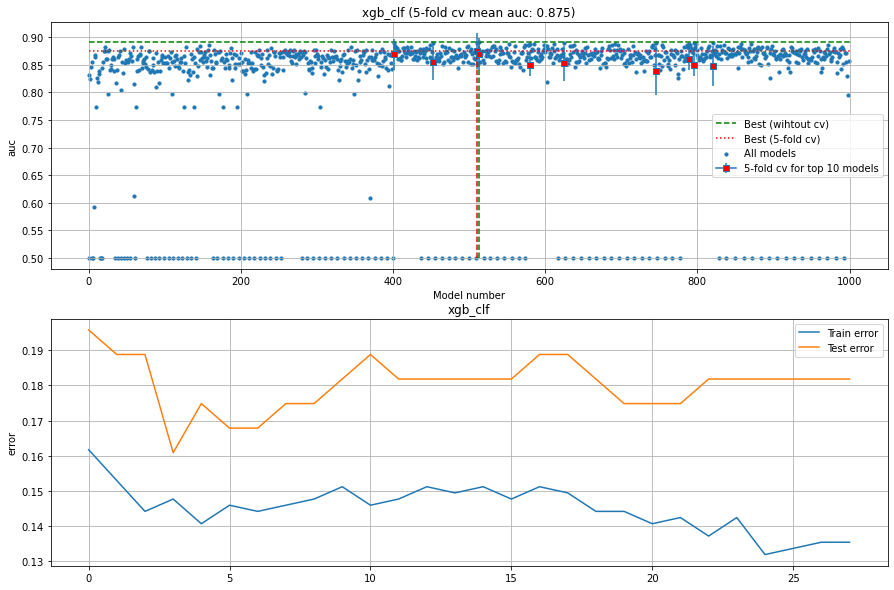 xgb_clf (5-fold cv mean auc: 0.875)
0.90
0.85
0.80
0.75
0.70
0.65
0.60
0.55
0.50
auc
Best (wihtout cv)
Best (5-fold cv)
All models
5-fold cv for top 10 models
0
200
400
600
800
1000
Model number
xgb_clf
0.19
0.18
0.17
0.16
0.15
0.14
0.13
error
Train error
Test error
0
5
10
15
20
25